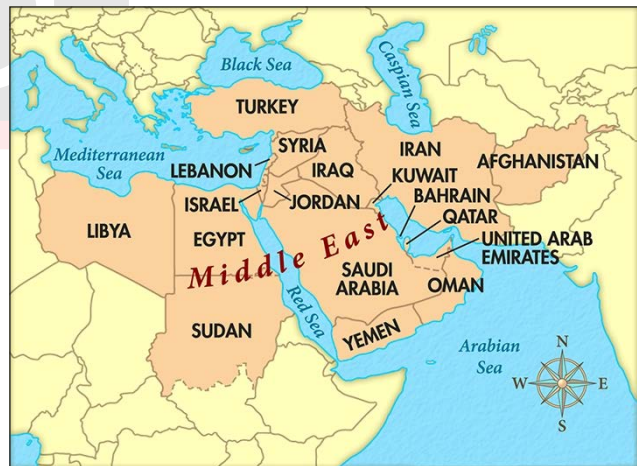 Black Sea
Caspian Sea
TURKEY
Mediterranean
Sea
SYRIA
LEBANON
IRAQ
IRAN
AFGHANISTAN
ISRAEL
JORDAN
KUWAIT
BAHRAIN
QATAR
LIBYA
EGYPT
UNITED ARAB
EMIRATES
Middle East
SAUDI
ARABIA
OMAN
Red Sea
SUDAN
YEMEN
Arabian
Sea
N
W
E
S